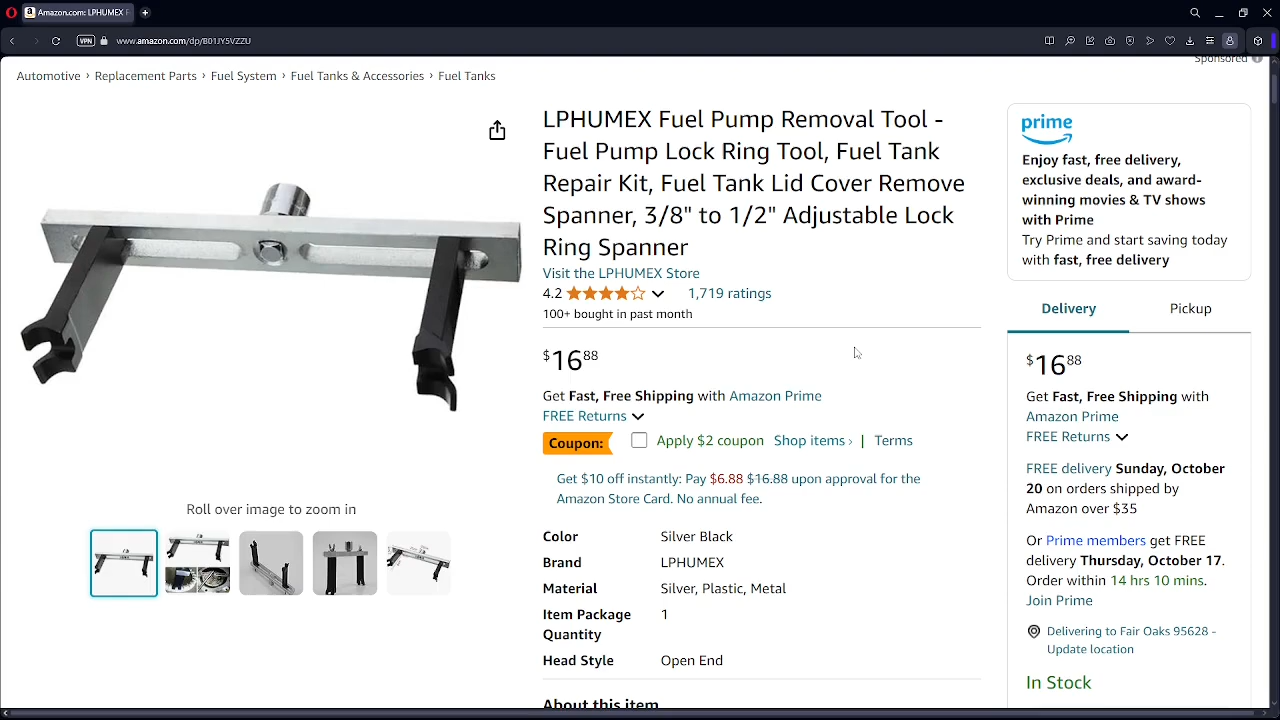 Amazon.com: LPHUMEX F
VPN
www.amazon.com/dp/B01JY5VZZU
Sponsored
Automotive › Replacement Parts › Fuel System › Fuel Tanks & Accessories › Fuel Tanks
LPHUMEX Fuel Pump Removal Tool -
Fuel Pump Lock Ring Tool, Fuel Tank
Repair Kit, Fuel Tank Lid Cover Remove
Spanner, 3/8" to 1/2" Adjustable Lock
Ring Spanner
Visit the LPHUMEX Store
4.2 1,719 ratings
100+ bought in past month
$16 88
Get Fast, Free Shipping with Amazon Prime
FREE Returns
Coupon: Apply $2 coupon Shop items › | Terms
Get $10 off instantly: Pay $6.88 $16.88 upon approval for the
Amazon Store Card. No annual fee.
Roll over image to zoom in
Color Silver Black
Brand LPHUMEX
Material Silver, Plastic, Metal
Item Package 1
Quantity
Head Style Open End
About this item
prime
Enjoy fast, free delivery,
exclusive deals, and award-
winning movies & TV shows
with Prime
Try Prime and start saving today
with fast, free delivery
Delivery Pickup
$16 88
Get Fast, Free Shipping with
Amazon Prime
FREE Returns
FREE delivery Sunday, October
20 on orders shipped by
Amazon over $35
Or Prime members get FREE
delivery Thursday, October 17.
Order within 14 hrs 10 mins.
Join Prime
Delivering to Fair Oaks 95628 -
Update location
In Stock